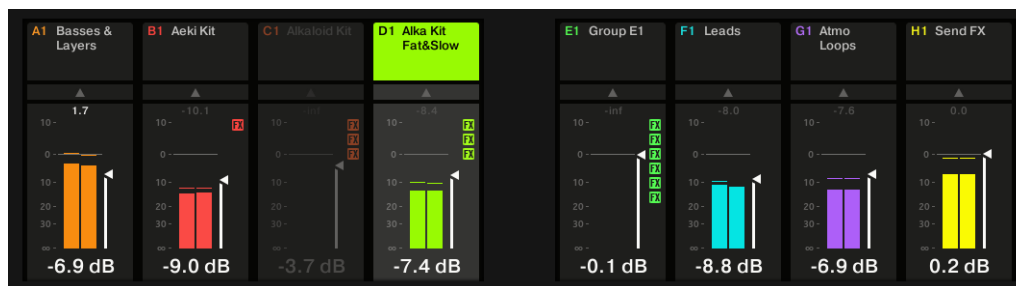 A1 Basses & Layers
B1 Aeki Kit
C1 Alkaloid Kit
D1 Alka Kit Fat&Slow
E1 Group E1
F1 Leads
G1 Atmo Loops
H1 Send FX
1.7 -10.1 -inf -8.4 -inf -8.0 -7.6 0.0
10- 10- FX 10- FX 10- FX 10- FX 10- 10- 10-
FX FX FX
0- 0- 0- FX 0- FX 0- FX 0- 0- 0-
FX
10- 10- 10- 10- 10- FX 10- 10- 10-
FX
20- 20- 20- 20- 20- 20- 20- 20-
30- 30- 30- 30- 30- 30- 30- 30-
∞- ∞- ∞- ∞- ∞- ∞- ∞- ∞-
-6.9 dB -9.0 dB -3.7 dB -7.4 dB -0.1 dB -8.8 dB -6.9 dB 0.2 dB